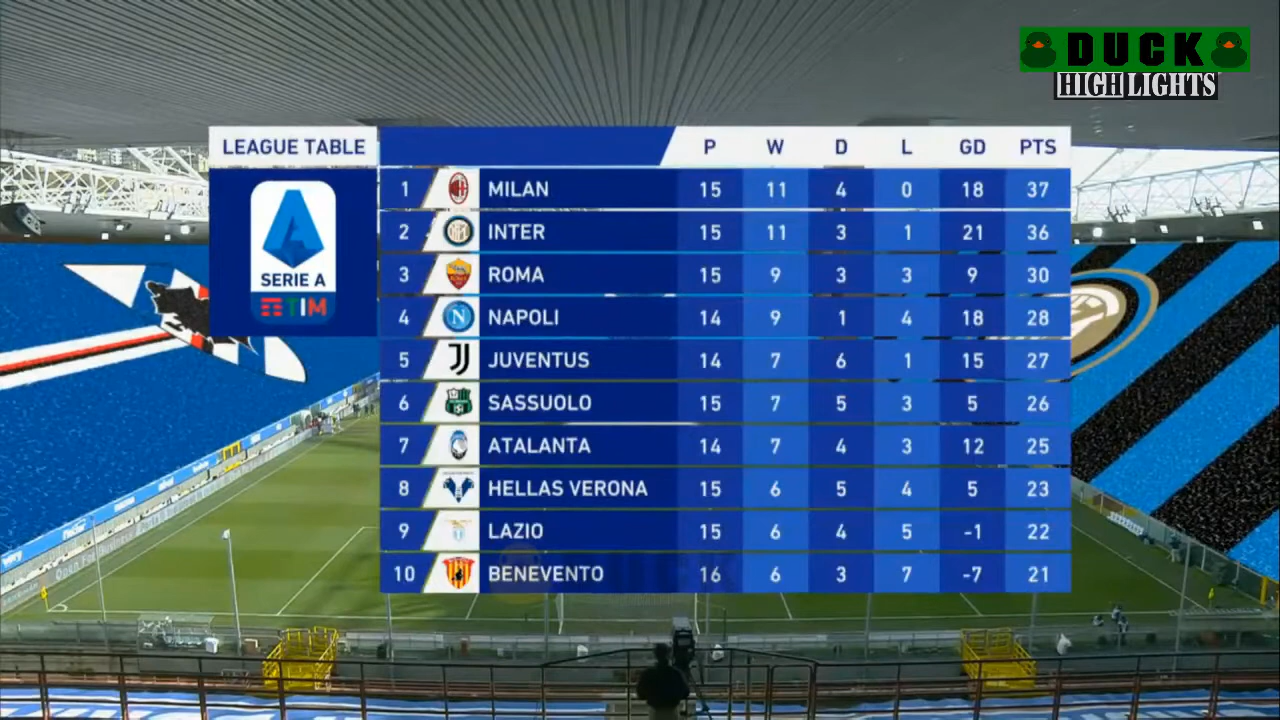 DUCK
HIGHLIGHTS
LEAGUE TABLE P W D L GD PTS
1 MILAN 15 11 4 0 18 37
2 INTER 15 11 3 1 21 36
3 ROMA 15 9 3 3 9 30
4 NAPOLI 14 9 1 4 18 28
5 JUVENTUS 14 7 6 1 15 27
6 SASSUOLO 15 7 5 3 5 26
7 ATALANTA 14 7 4 3 12 25
8 HELLAS VERONA 15 6 5 4 5 23
9 LAZIO 15 6 4 5 -1 22
10 BENEVENTO 16 6 3 7 -7 21
SERIE A
TIM